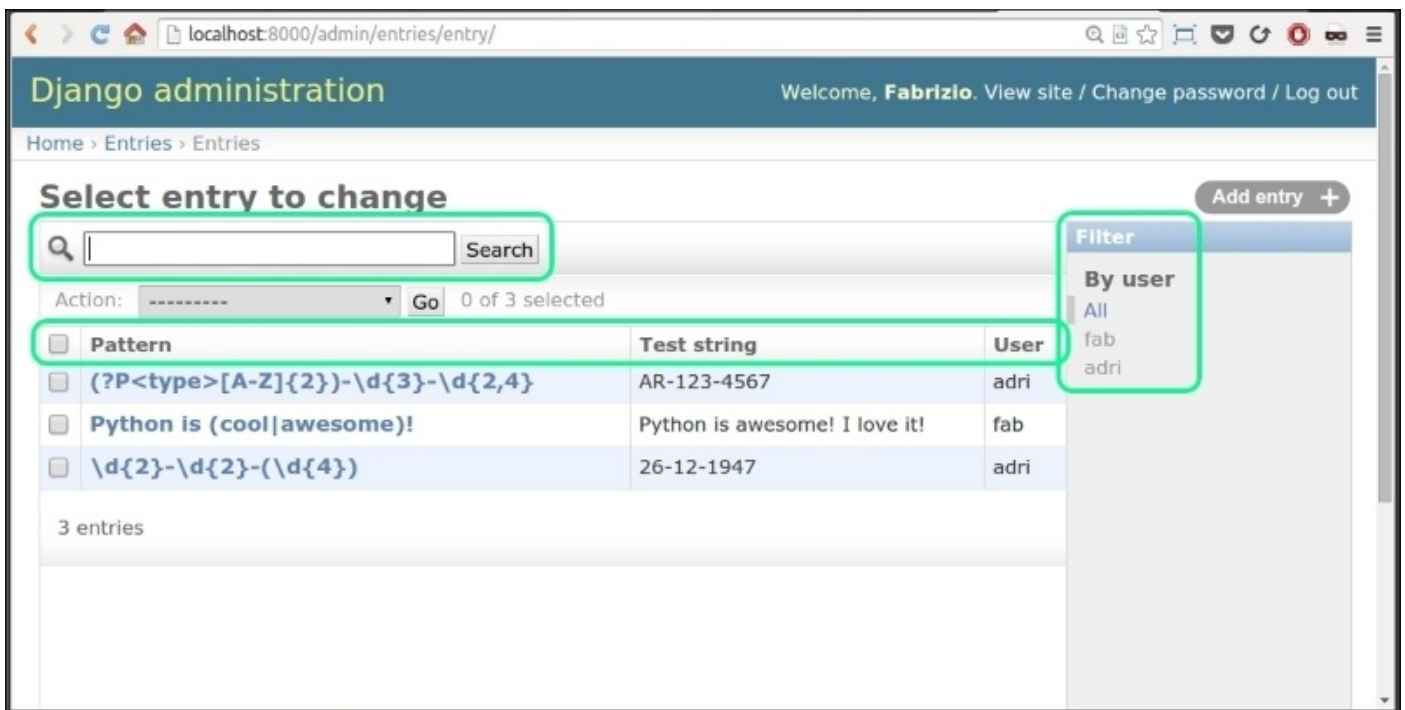 localhost:8000/admin/entries/entry/
Django administration
Welcome, Fabrizio. View site / Change password / Log out
Home › Entries › Entries
Select entry to change
Add entry +
Search
Filter
By user
All
fab
adri
Action: --------- Go 0 of 3 selected
Pattern Test string User
(?P<type>[A-Z]{2})-\d{3}-\d{2,4} AR-123-4567 adri
Python is (cool|awesome)! Python is awesome! I love it! fab
\d{2}-\d{2}-(\d{4}) 26-12-1947 adri
3 entries